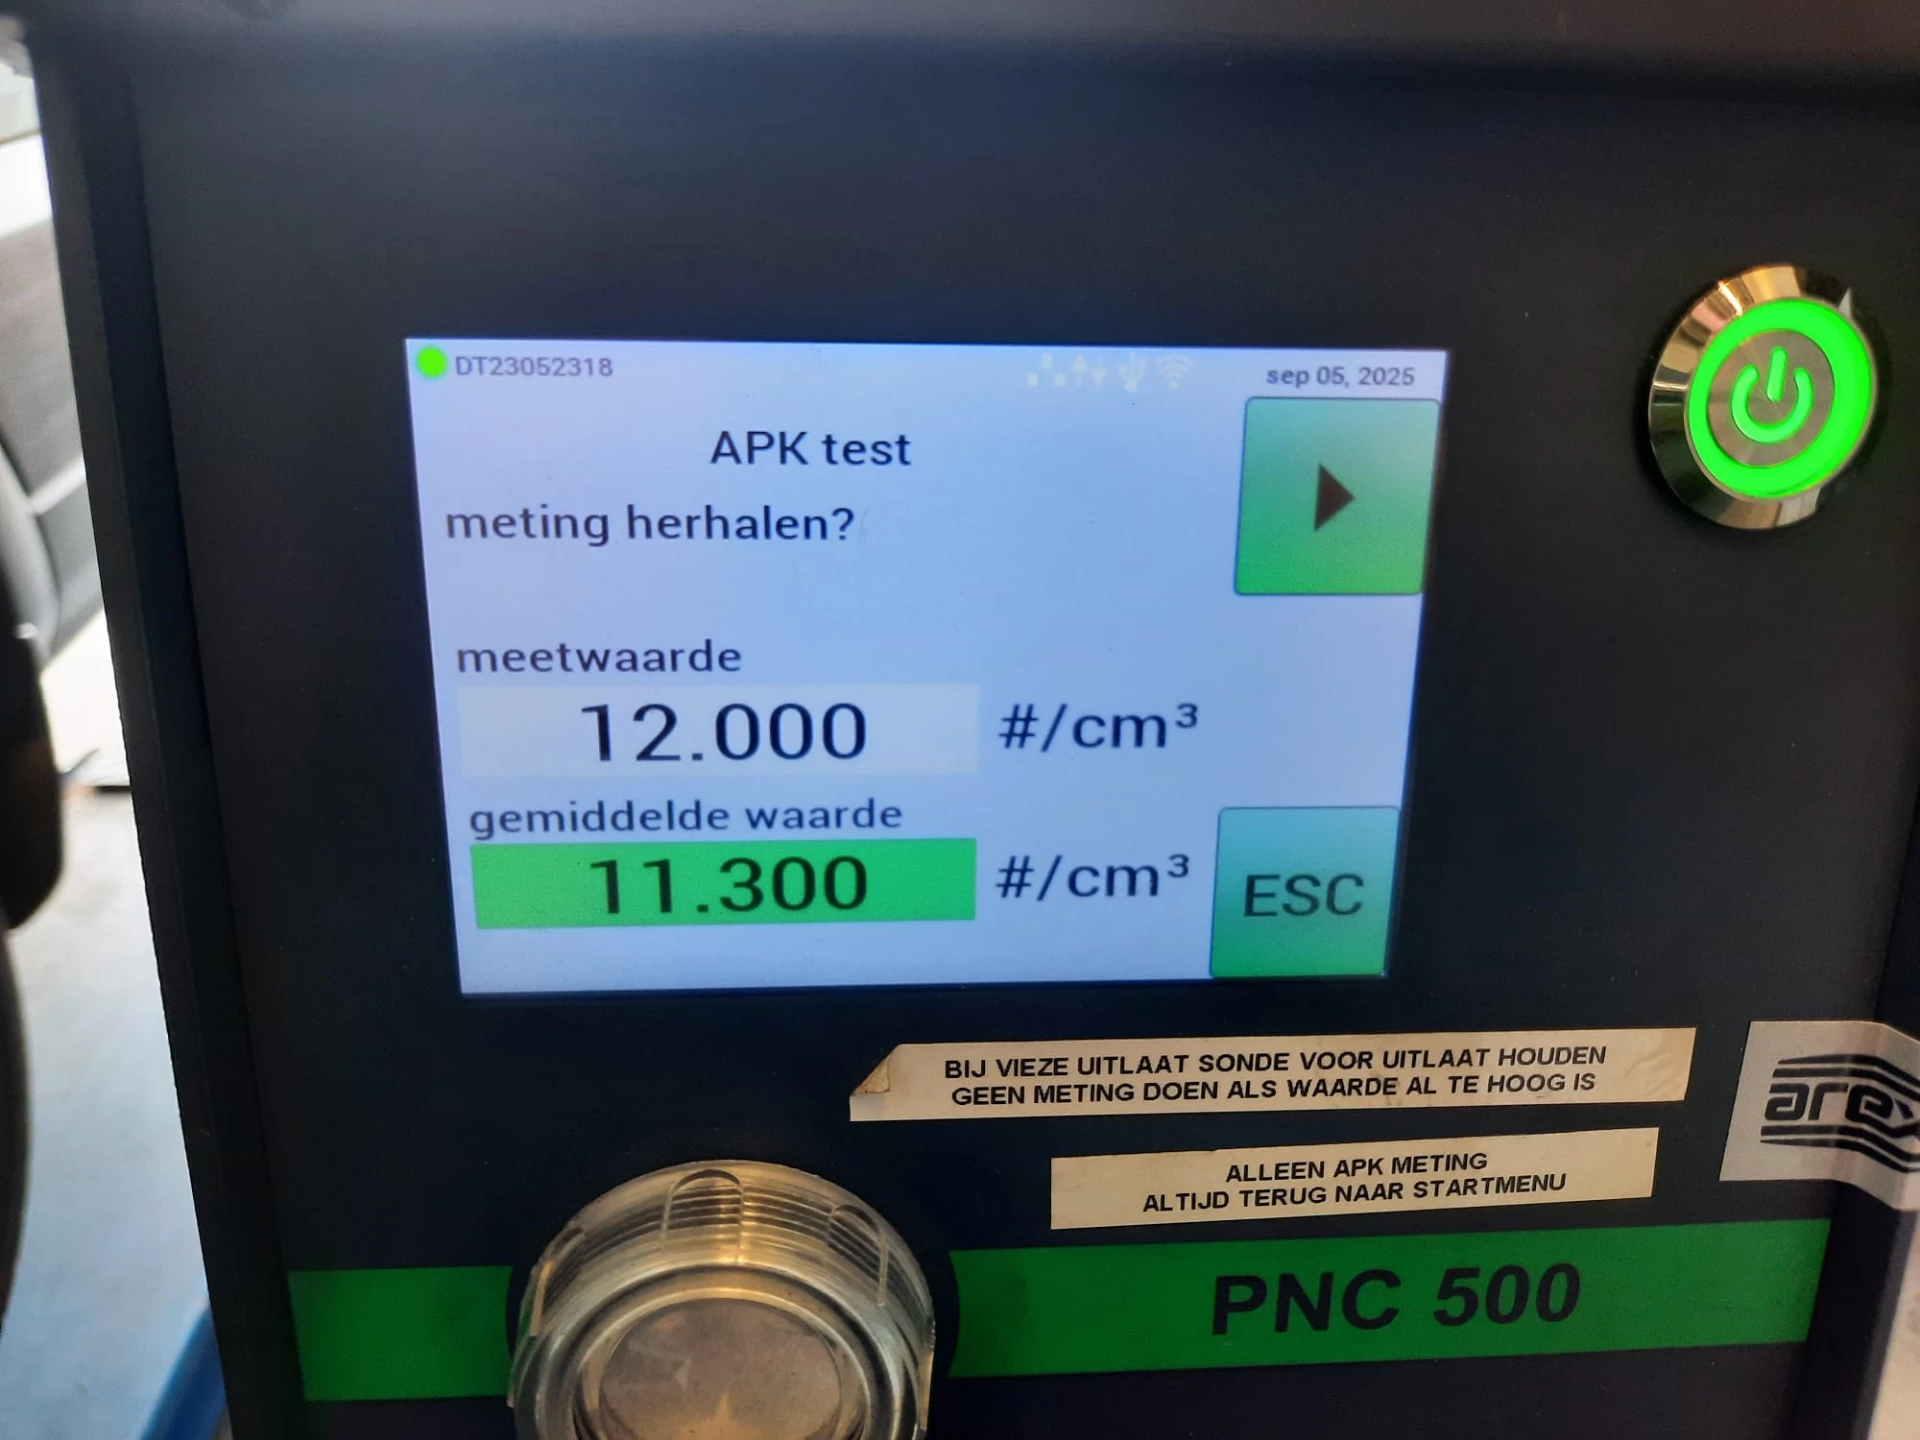 DT23052318
sep 05, 2025
APK test
meting herhalen?
meetwaarde
12.000 #/cm³
gemiddelde waarde
11.300 #/cm³
ESC
BIJ VIEZE UITLAAT SONDE VOOR UITLAAT HOUDEN
GEEN METING DOEN ALS WAARDE AL TE HOOG IS
arex
ALLEEN APK METING
ALTIJD TERUG NAAR STARTMENU
PNC 500